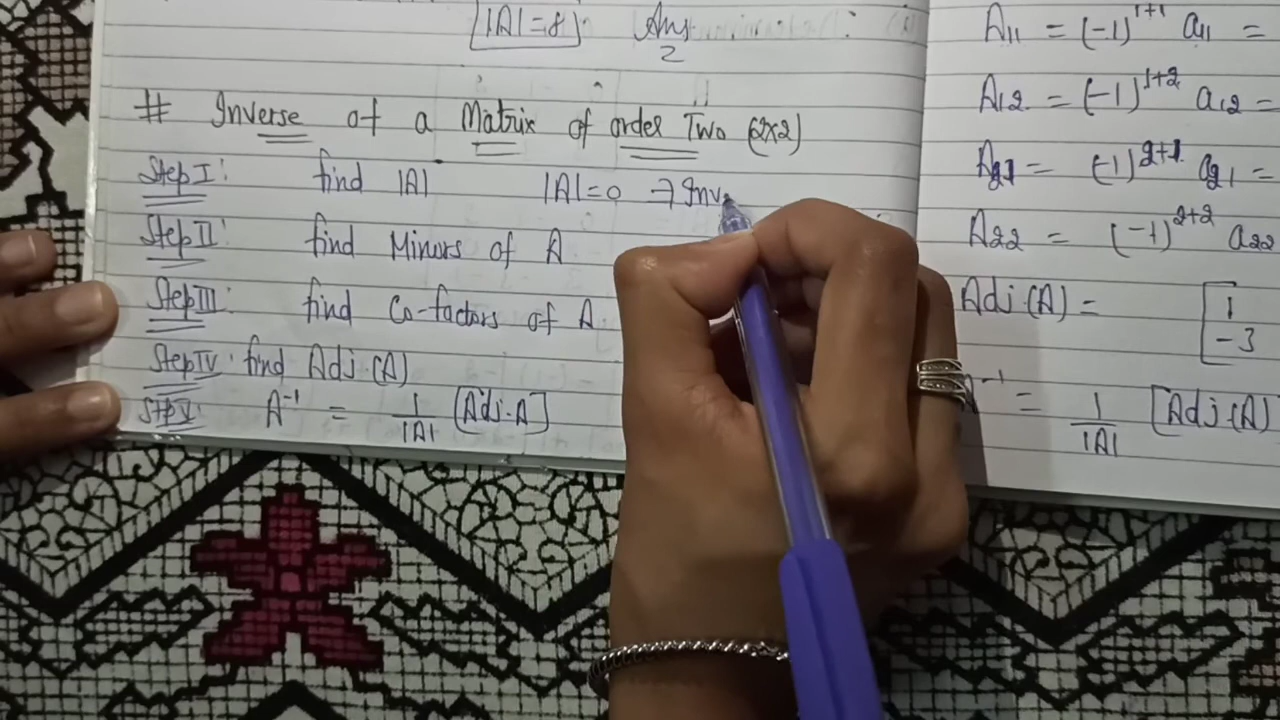 |A|=8. Ans
# Inverse of a Matrix of order Two (2x2)
Step I: find |A| |A|=0 ⇒ Inv
Step II: find Minors of A
Step III: find Co-factors of A
Step IV: find Adj.(A)
Step V: A⁻¹ = 1/|A| [Adj.A]
A₁₁ = (-1)¹⁺¹ a₁₁ =
A₁₂ = (-1)¹⁺² a₁₂ =
A₂₁ = (-1)²⁺¹ a₂₁ =
A₂₂ = (-1)²⁺² a₂₂
Adj.(A) = [1
-3
A⁻¹ = 1/|A| [Adj.(A)